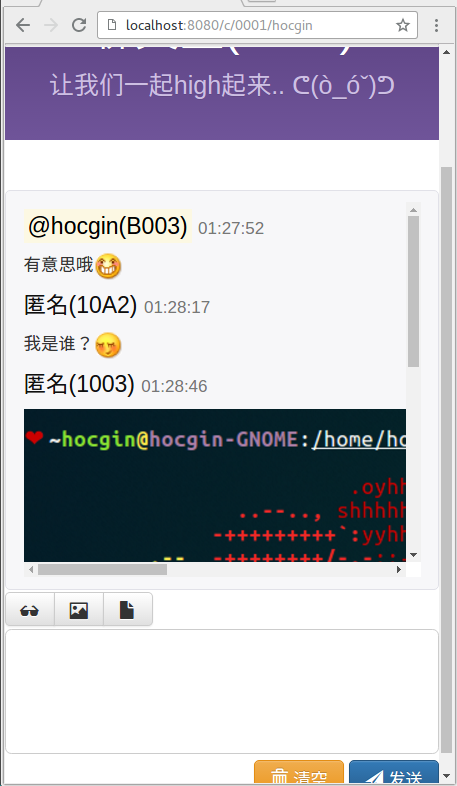 localhost:8080/c/0001/hocgin
让我们一起high起来.. ᕦ(ò_óˇ)ᕤ
@hocgin(B003) 01:27:52
有意思哦
匿名(10A2) 01:28:17
我是谁？
匿名(1003) 01:28:46
~hocgin@hocgin-GNOME:/home/ho
.oyhh
..--.., shhhhh
-+++++++++`:yyhh
.-- -+++++++++/-.-::-
清空 发送